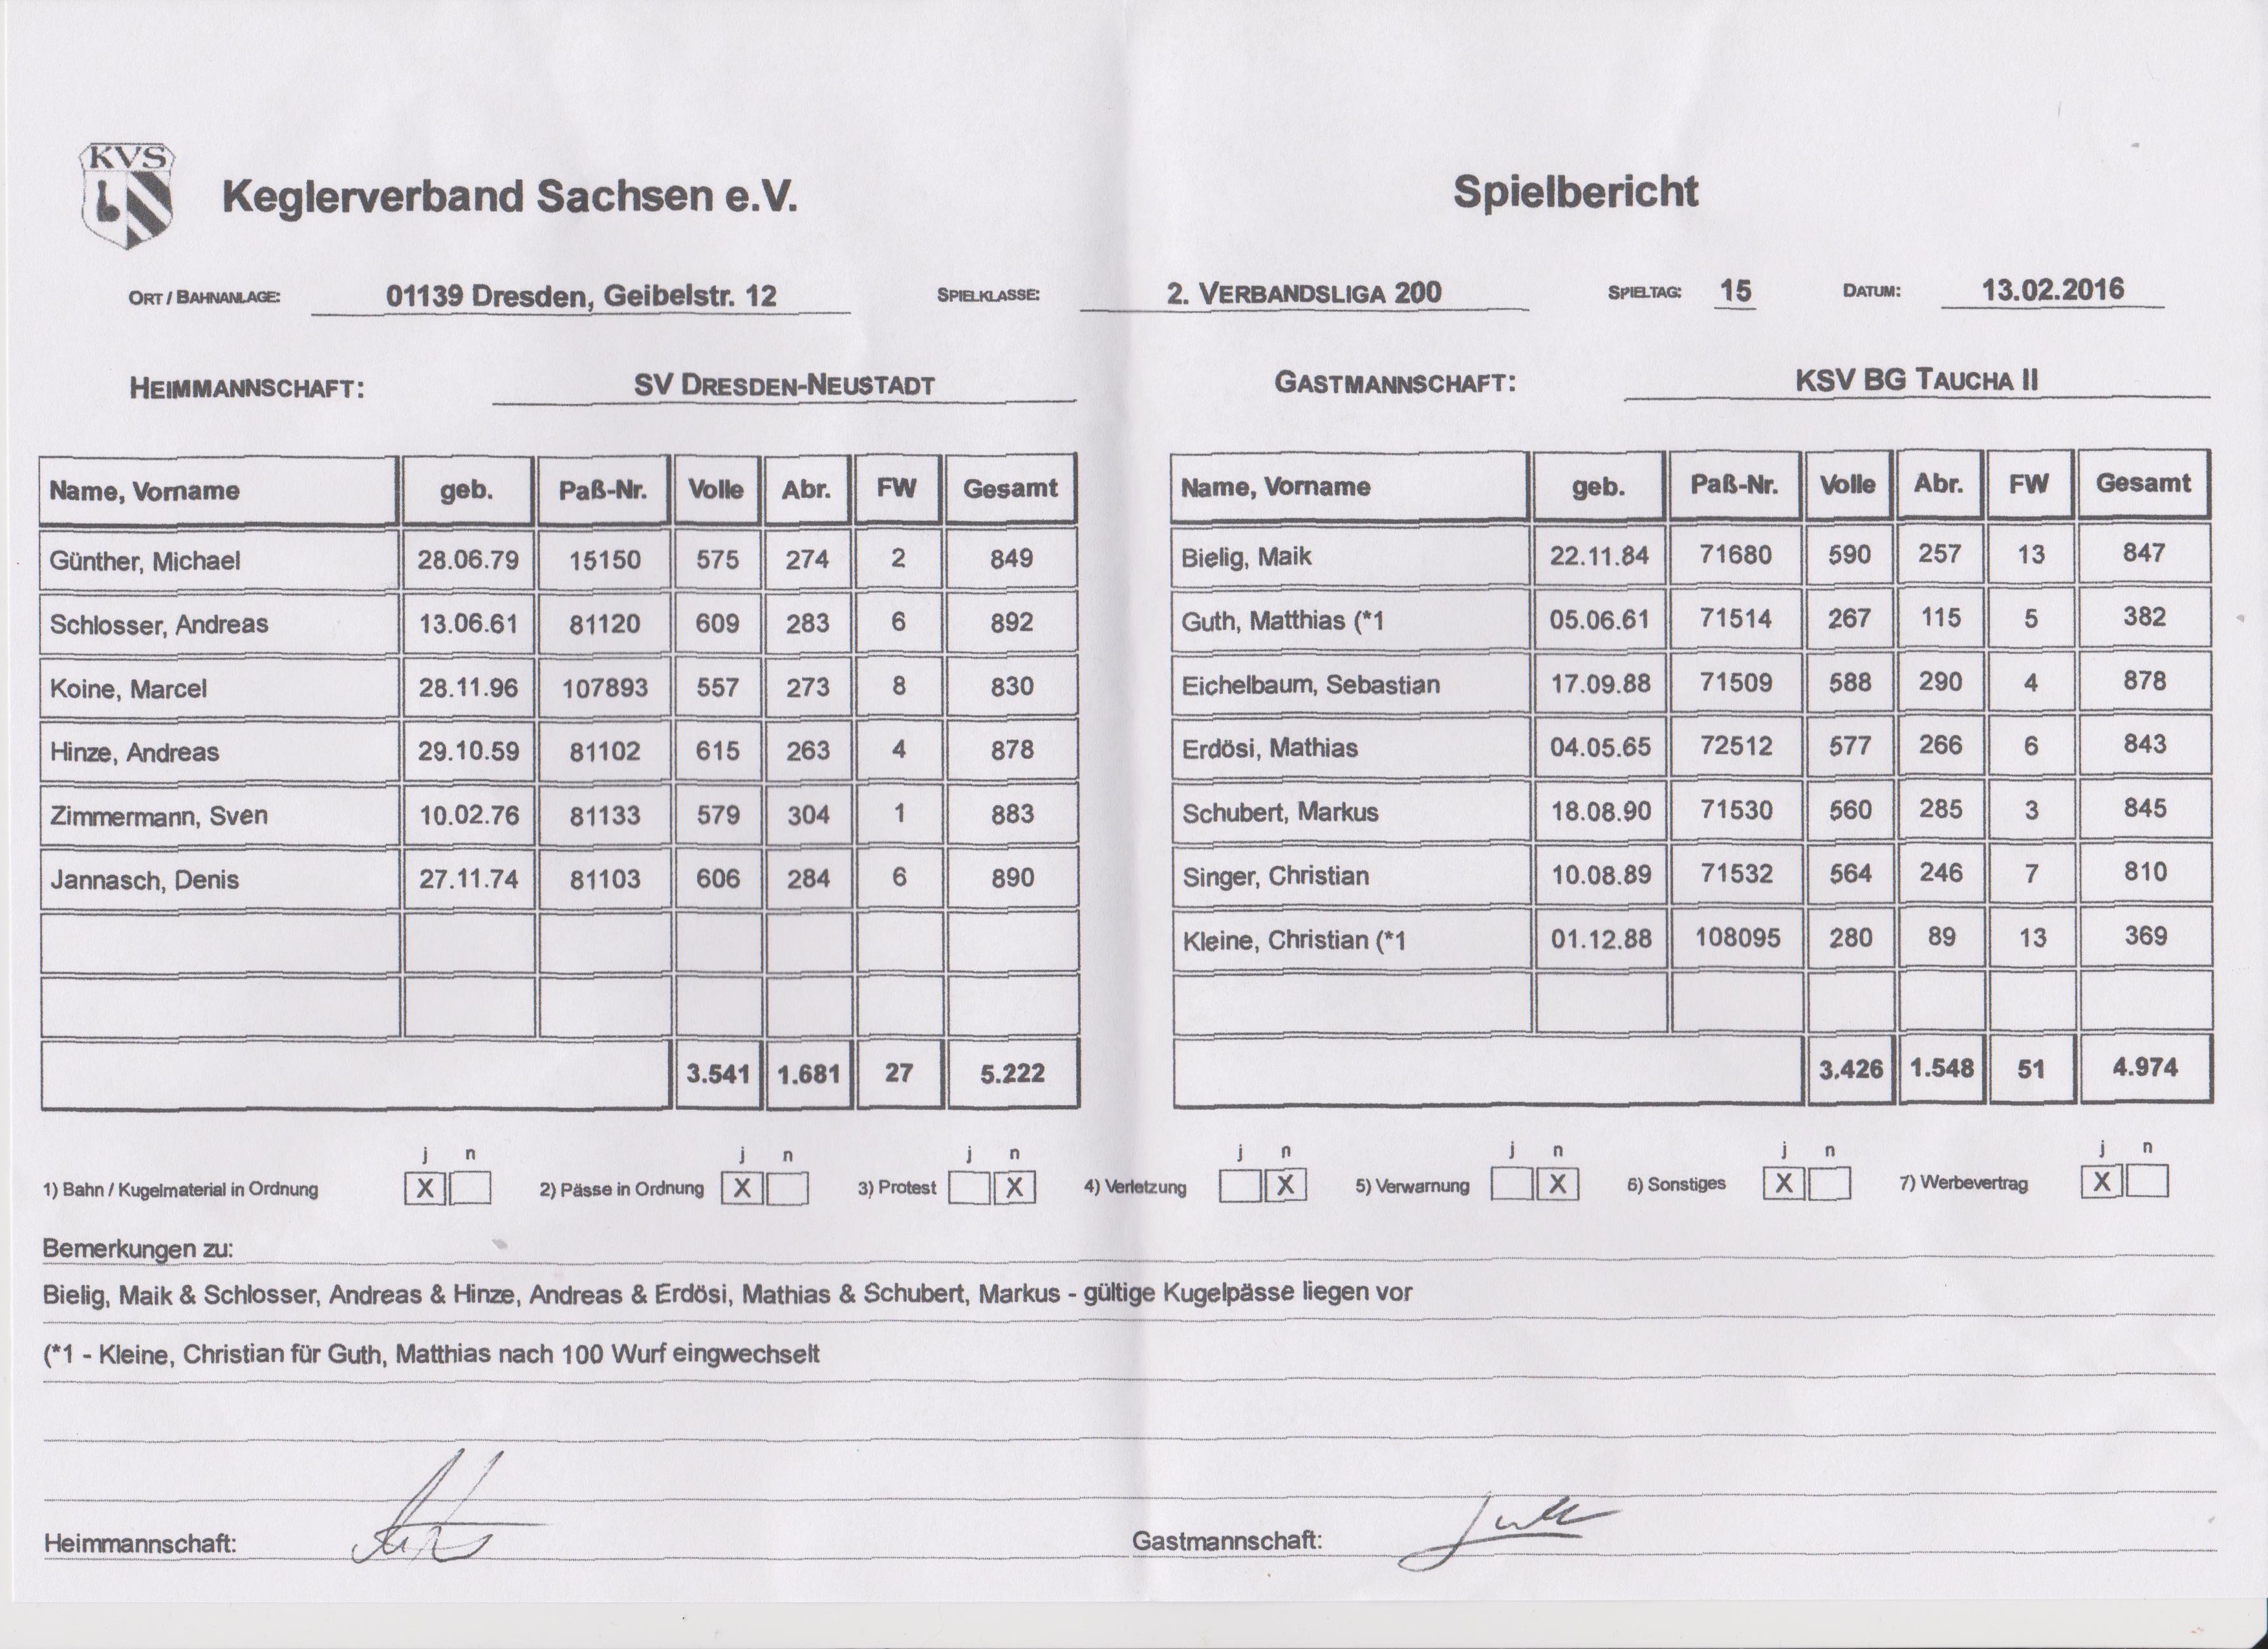 KVS
Keglerverband Sachsen e.V.
Spielbericht
ORT / BAHNANLAGE: 01139 Dresden, Geibelstr. 12 SPIELKLASSE: 2. VERBANDSLIGA 200 SPIELTAG: 15 DATUM: 13.02.2016
HEIMMANNSCHAFT: SV DRESDEN-NEUSTADT
GASTMANNSCHAFT: KSV BG TAUCHA II
Name, Vorname geb. Paß-Nr. Volle Abr. FW Gesamt
Günther, Michael 28.06.79 15150 575 274 2 849
Schlosser, Andreas 13.06.61 81120 609 283 6 892
Koine, Marcel 28.11.96 107893 557 273 8 830
Hinze, Andreas 29.10.59 81102 615 263 4 878
Zimmermann, Sven 10.02.76 81133 579 304 1 883
Jannasch, Denis 27.11.74 81103 606 284 6 890
3.541 1.681 27 5.222
Name, Vorname geb. Paß-Nr. Volle Abr. FW Gesamt
Bielig, Maik 22.11.84 71680 590 257 13 847
Guth, Matthias (*1 05.06.61 71514 267 115 5 382
Eichelbaum, Sebastian 17.09.88 71509 588 290 4 878
Erdösi, Mathias 04.05.65 72512 577 266 6 843
Schubert, Markus 18.08.90 71530 560 285 3 845
Singer, Christian 10.08.89 71532 564 246 7 810
Kleine, Christian (*1 01.12.88 108095 280 89 13 369
3.426 1.548 51 4.974
j n j n j n j n j n j n j n
1) Bahn / Kugelmaterial in Ordnung X 2) Pässe in Ordnung X 3) Protest X 4) Verletzung X 5) Verwarnung X 6) Sonstiges X 7) Werbevertrag X
Bemerkungen zu:
Bielig, Maik & Schlosser, Andreas & Hinze, Andreas & Erdösi, Mathias & Schubert, Markus - gültige Kugelpässe liegen vor
(*1 - Kleine, Christian für Guth, Matthias nach 100 Wurf eingwechselt
Heimmannschaft:
Gastmannschaft: